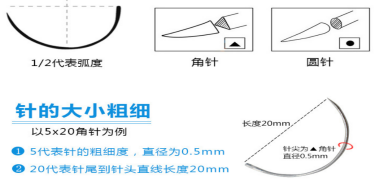 1/2代表弧度
角针
圆针
针的大小粗细
以5x20角针为例
1 5代表针的粗细度，直径为0.5mm
2 20代表针尾到针头直线长度20mm
长度20mm
针尖为▲角针
直径0.5mm